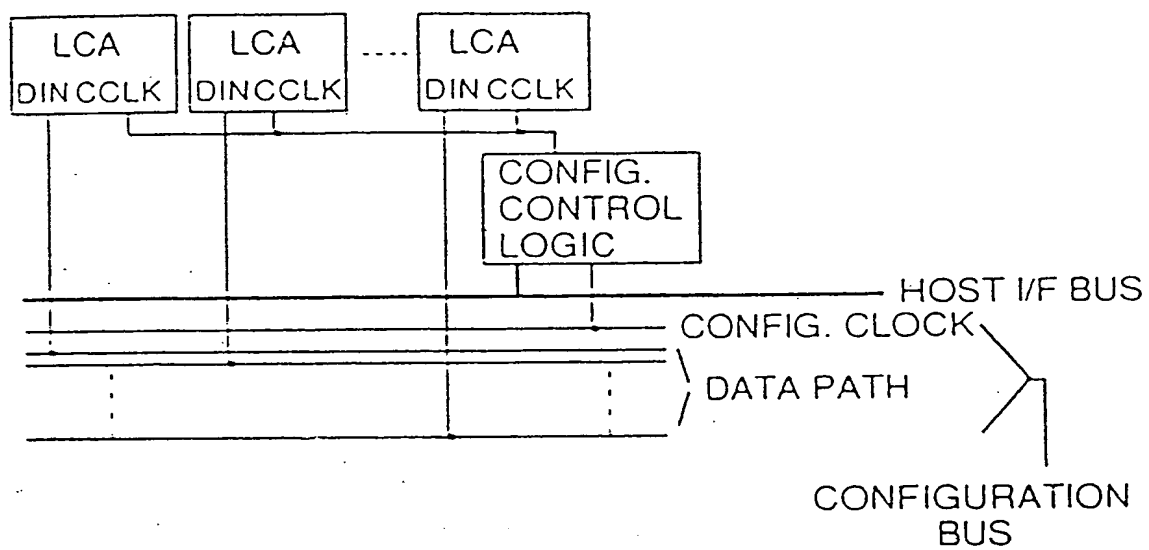 LCA
DIN CCLK
LCA
DIN CCLK
LCA
DIN CCLK
CONFIG.
CONTROL
LOGIC
HOST I/F BUS
CONFIG. CLOCK
DATA PATH
CONFIGURATION
BUS